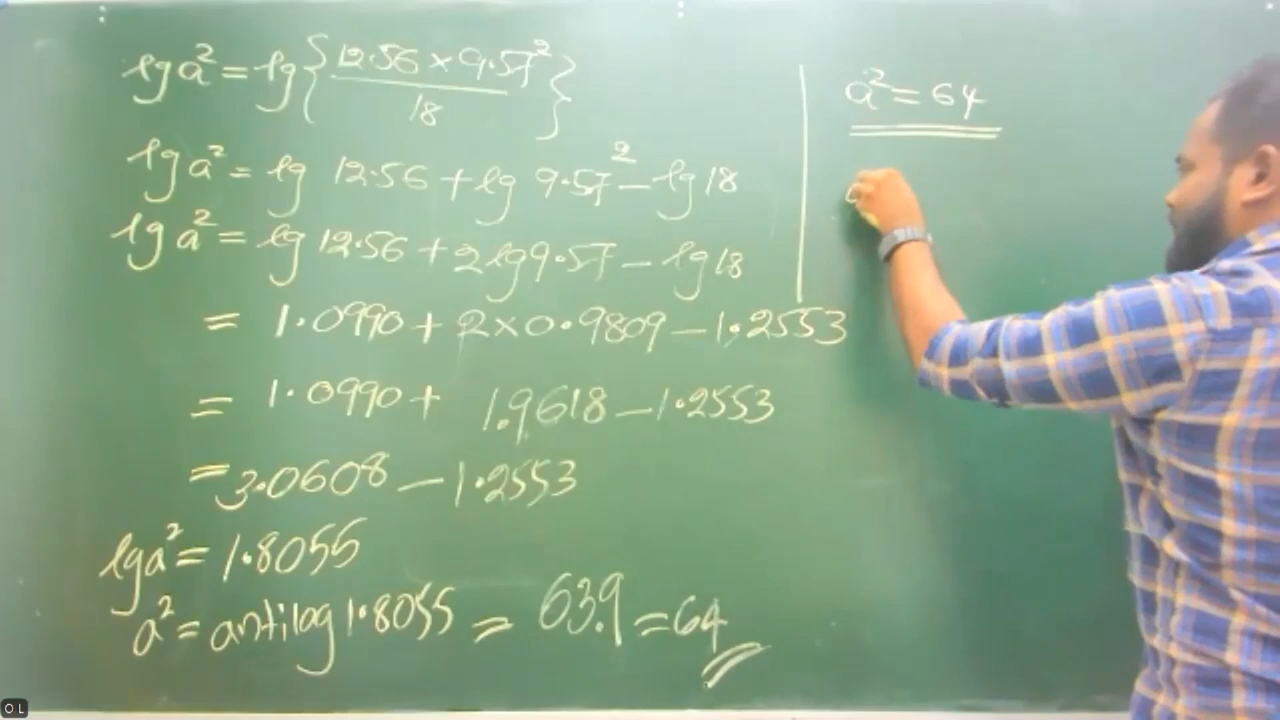 lg a² = lg { 12.56 × 9.57² / 18 }
lg a² = lg 12.56 + lg 9.57² - lg 18
lg a² = lg 12.56 + 2 lg 9.57 - lg 18
= 1.0990 + 2 × 0.9809 - 1.2553
= 1.0990 + 1.9618 - 1.2553
= 3.0608 - 1.2553
lg a² = 1.8055
a² = antilog 1.8055 = 63.9 = 64
a² = 64
O L